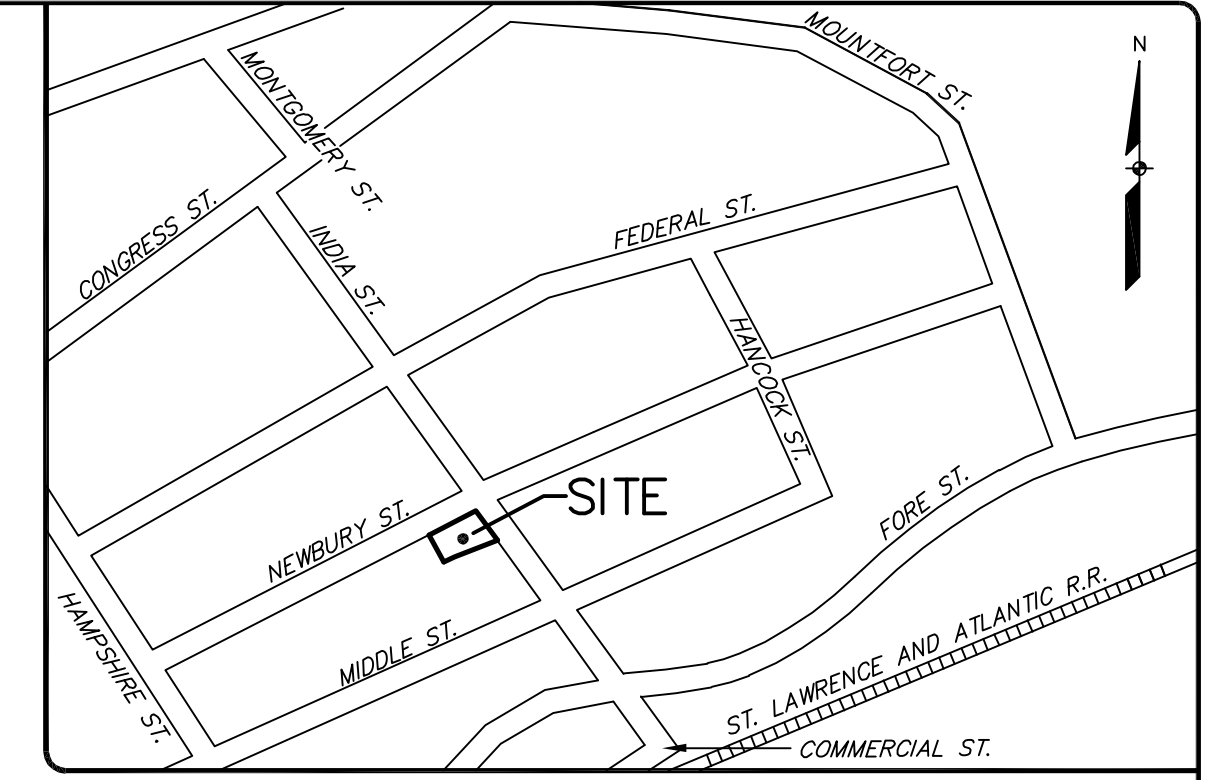 MOUNTFORT ST.
N
MONTGOMERY ST.
CONGRESS ST.
INDIA ST.
FEDERAL ST.
HANCOCK ST.
SITE
NEWBURY ST.
FORE ST.
HAMPSHIRE ST.
MIDDLE ST.
ST. LAWRENCE AND ATLANTIC R.R.
COMMERCIAL ST.